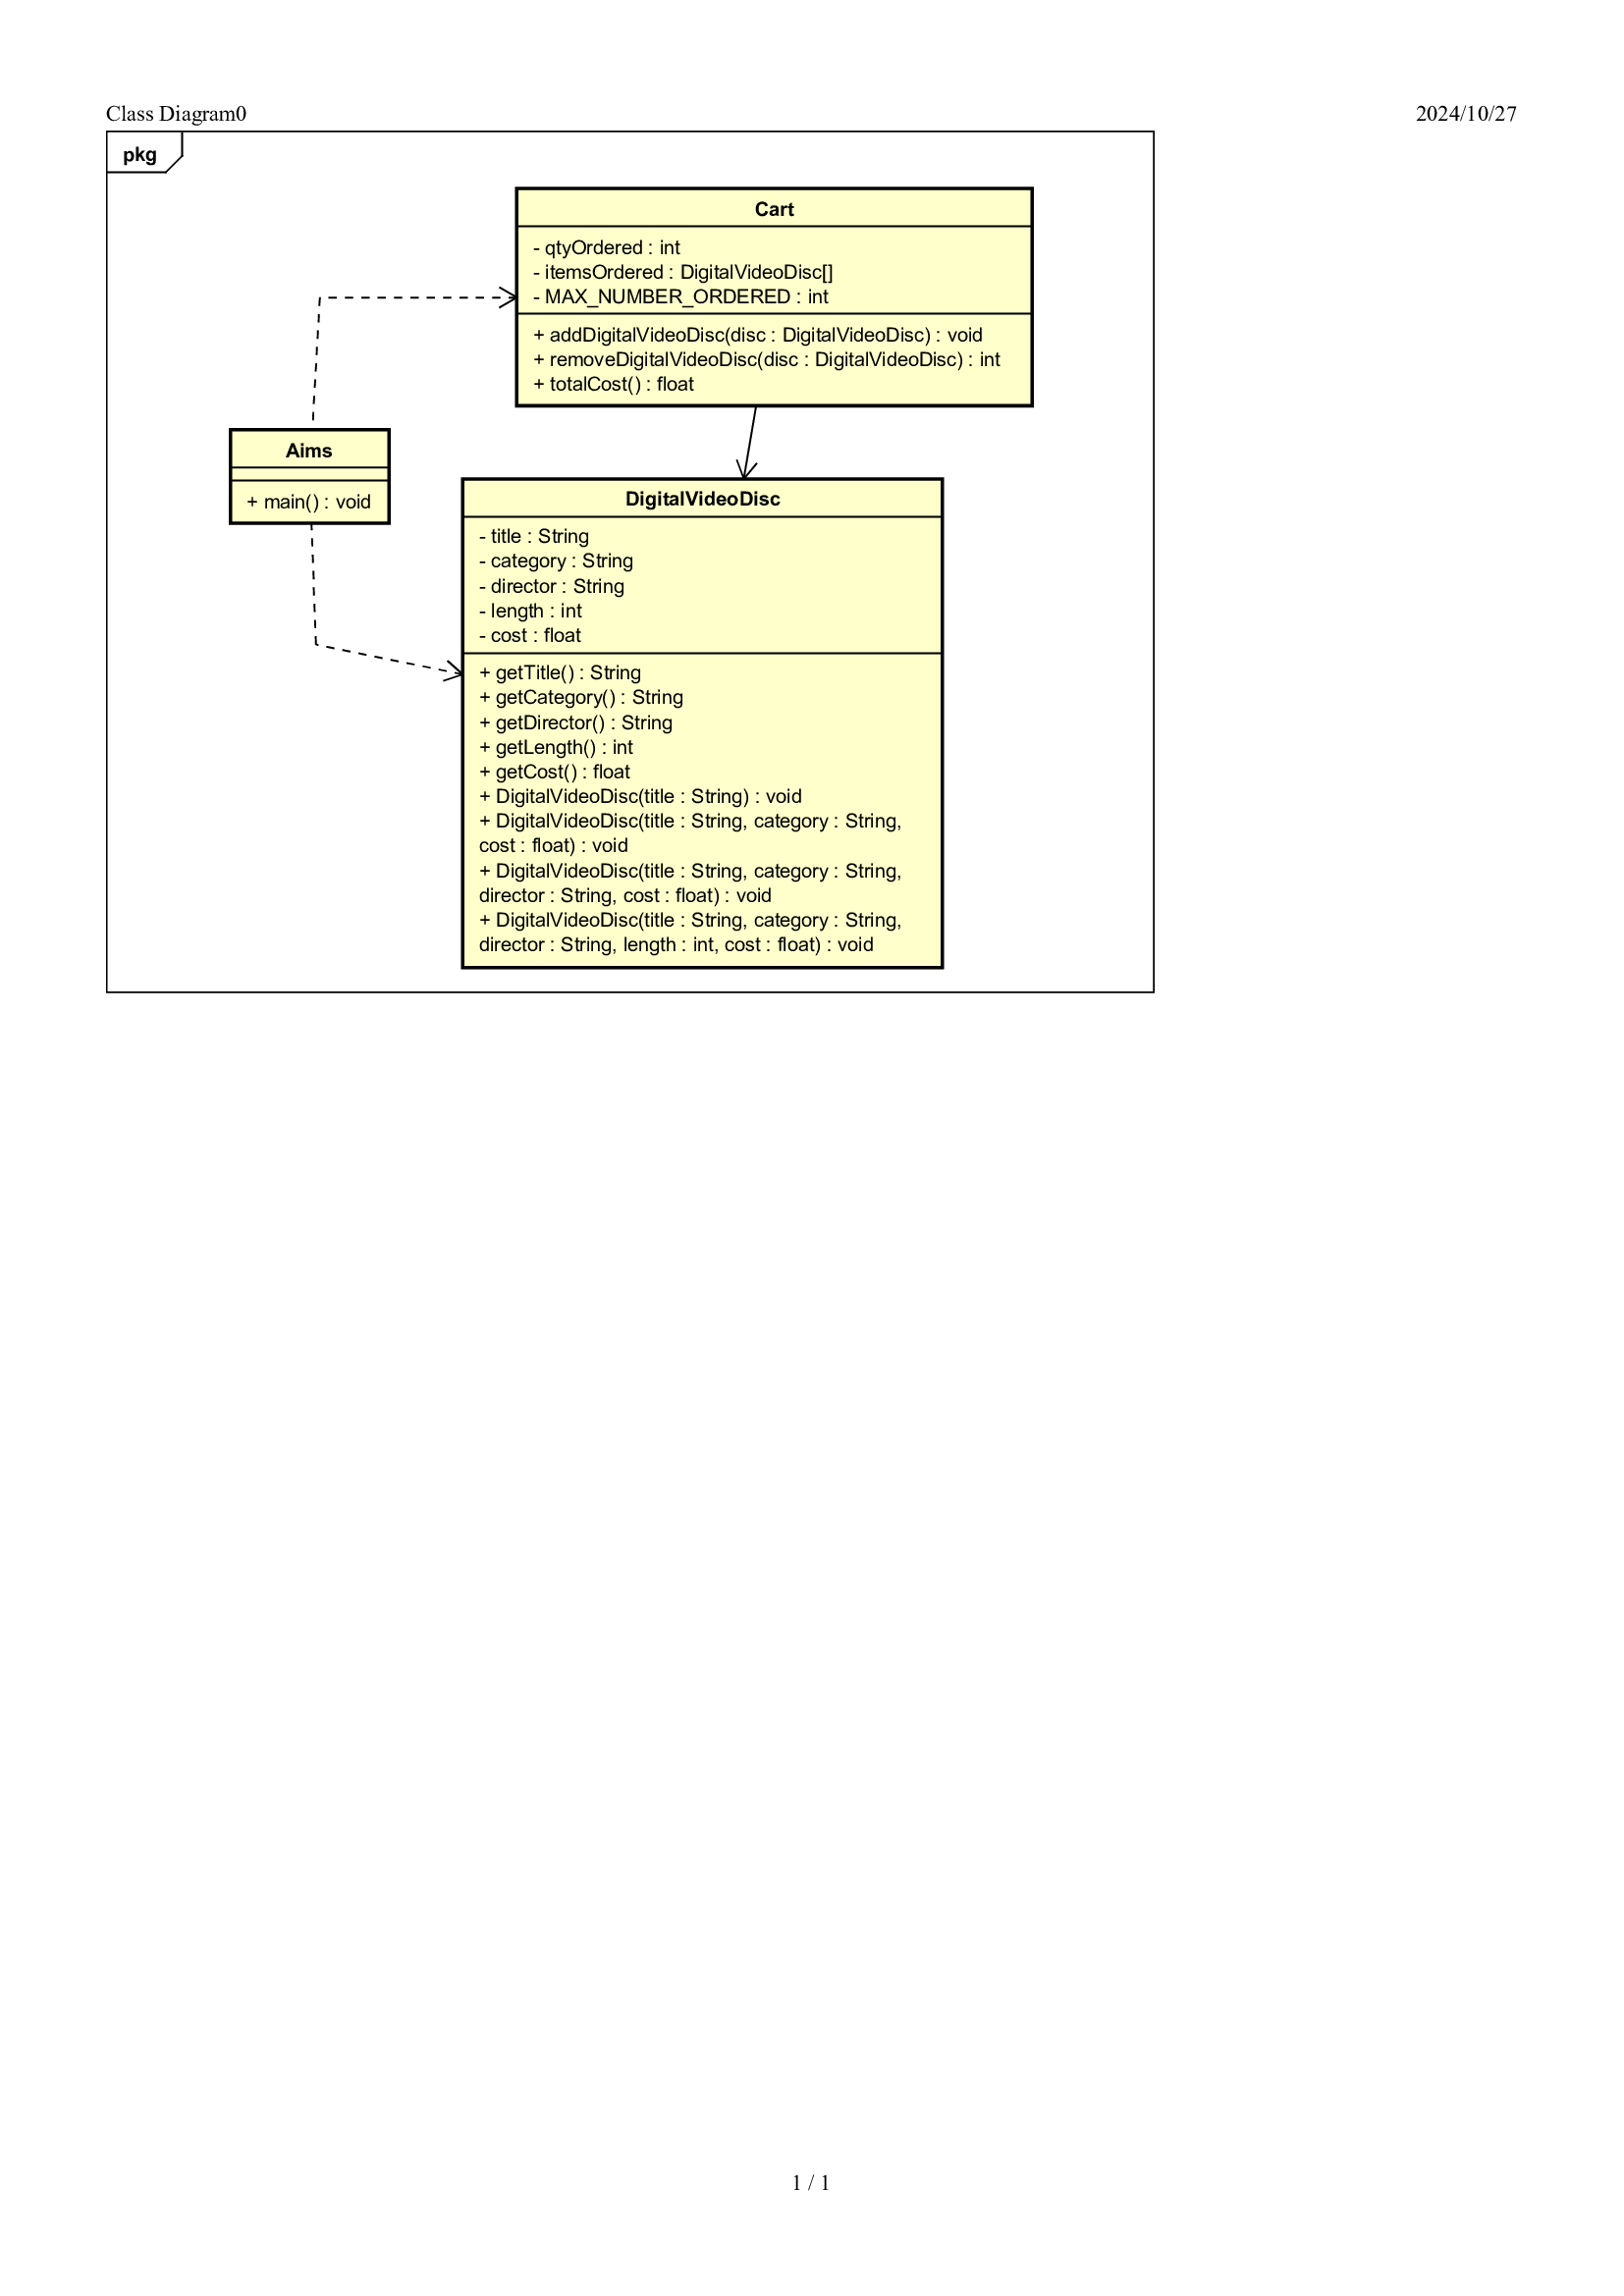 Class Diagram0
2024/10/27
pkg
Cart
- qtyOrdered : int
- itemsOrdered : DigitalVideoDisc[]
- MAX_NUMBER_ORDERED : int
+ addDigitalVideoDisc(disc : DigitalVideoDisc) : void
+ removeDigitalVideoDisc(disc : DigitalVideoDisc) : int
+ totalCost() : float
Aims
+ main() : void
DigitalVideoDisc
- title : String
- category : String
- director : String
- length : int
- cost : float
+ getTitle() : String
+ getCategory() : String
+ getDirector() : String
+ getLength() : int
+ getCost() : float
+ DigitalVideoDisc(title : String) : void
+ DigitalVideoDisc(title : String, category : String,
cost : float) : void
+ DigitalVideoDisc(title : String, category : String,
director : String, cost : float) : void
+ DigitalVideoDisc(title : String, category : String,
director : String, length : int, cost : float) : void
1 / 1